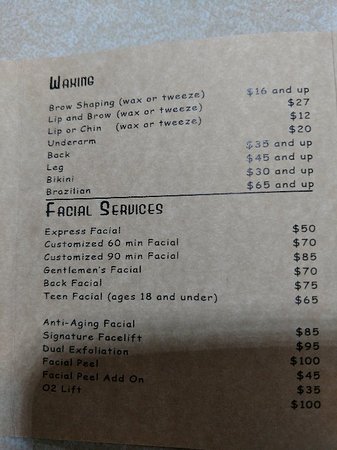 Waxing
Brow Shaping (wax or tweeze) $16 and up
Lip and Brow (wax or tweeze) $27
Lip or Chin (wax or tweeze) $12
Underarm $20
Back $35 and up
Leg $45 and up
Bikini $30 and up
Brazilian $65 and up
Facial Services
Express Facial $50
Customized 60 min Facial $70
Customized 90 min Facial $85
Gentlemen's Facial $70
Back Facial $75
Teen Facial (ages 18 and under) $65
Anti-Aging Facial $85
Signature Facelift $95
Dual Exfoliation $100
Facial Peel $45
Facial Peel Add On $35
O2 Lift $100